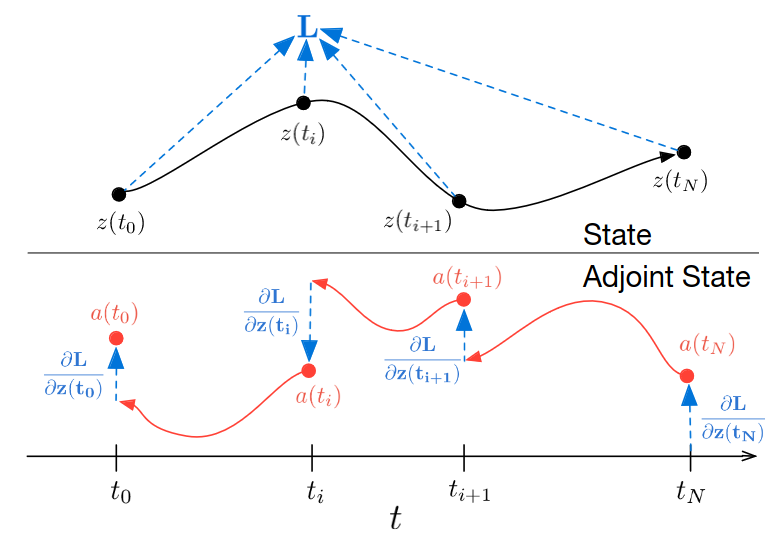 L
z(t_i)
z(t_N)
z(t_0)
z(t_{i+1})
State
Adjoint State
a(t_{i+1})
∂L/∂z(t_i)
a(t_0)
a(t_N)
∂L/∂z(t_{i+1})
∂L/∂z(t_0)
a(t_i)
∂L/∂z(t_N)
t_0 t_i t_{i+1} t_N
t